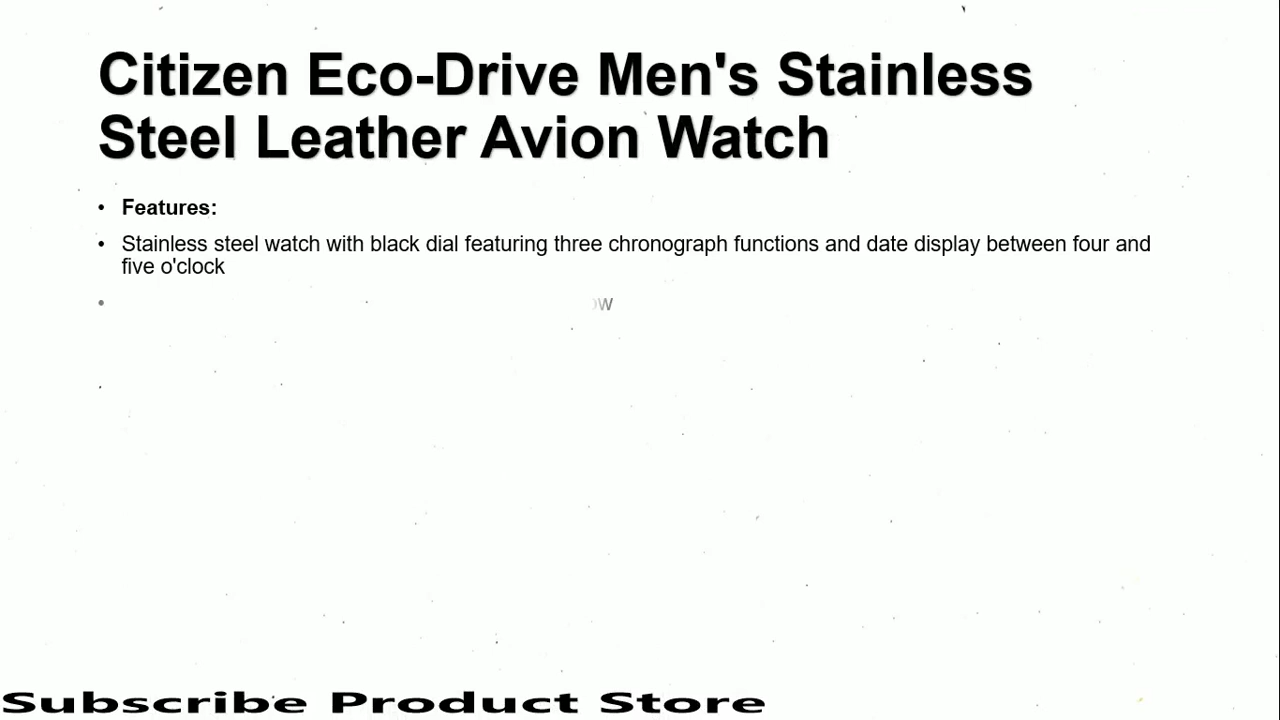 Citizen Eco-Drive Men's Stainless
Steel Leather Avion Watch
• Features:
• Stainless steel watch with black dial featuring three chronograph functions and date display between four and
five o'clock
•
Subscribe Product Store